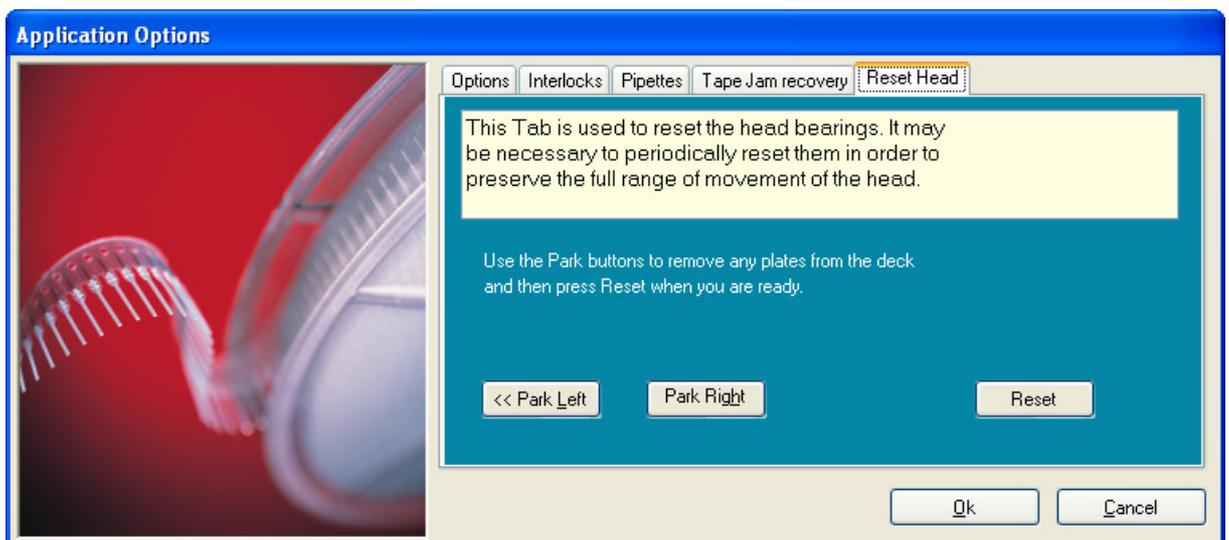 Application Options
Options Interlocks Pipettes Tape Jam recovery Reset Head
This Tab is used to reset the head bearings. It may
be necessary to periodically reset them in order to
preserve the full range of movement of the head.
Use the Park buttons to remove any plates from the deck
and then press Reset when you are ready.
<< Park Left Park Right Reset
Ok Cancel